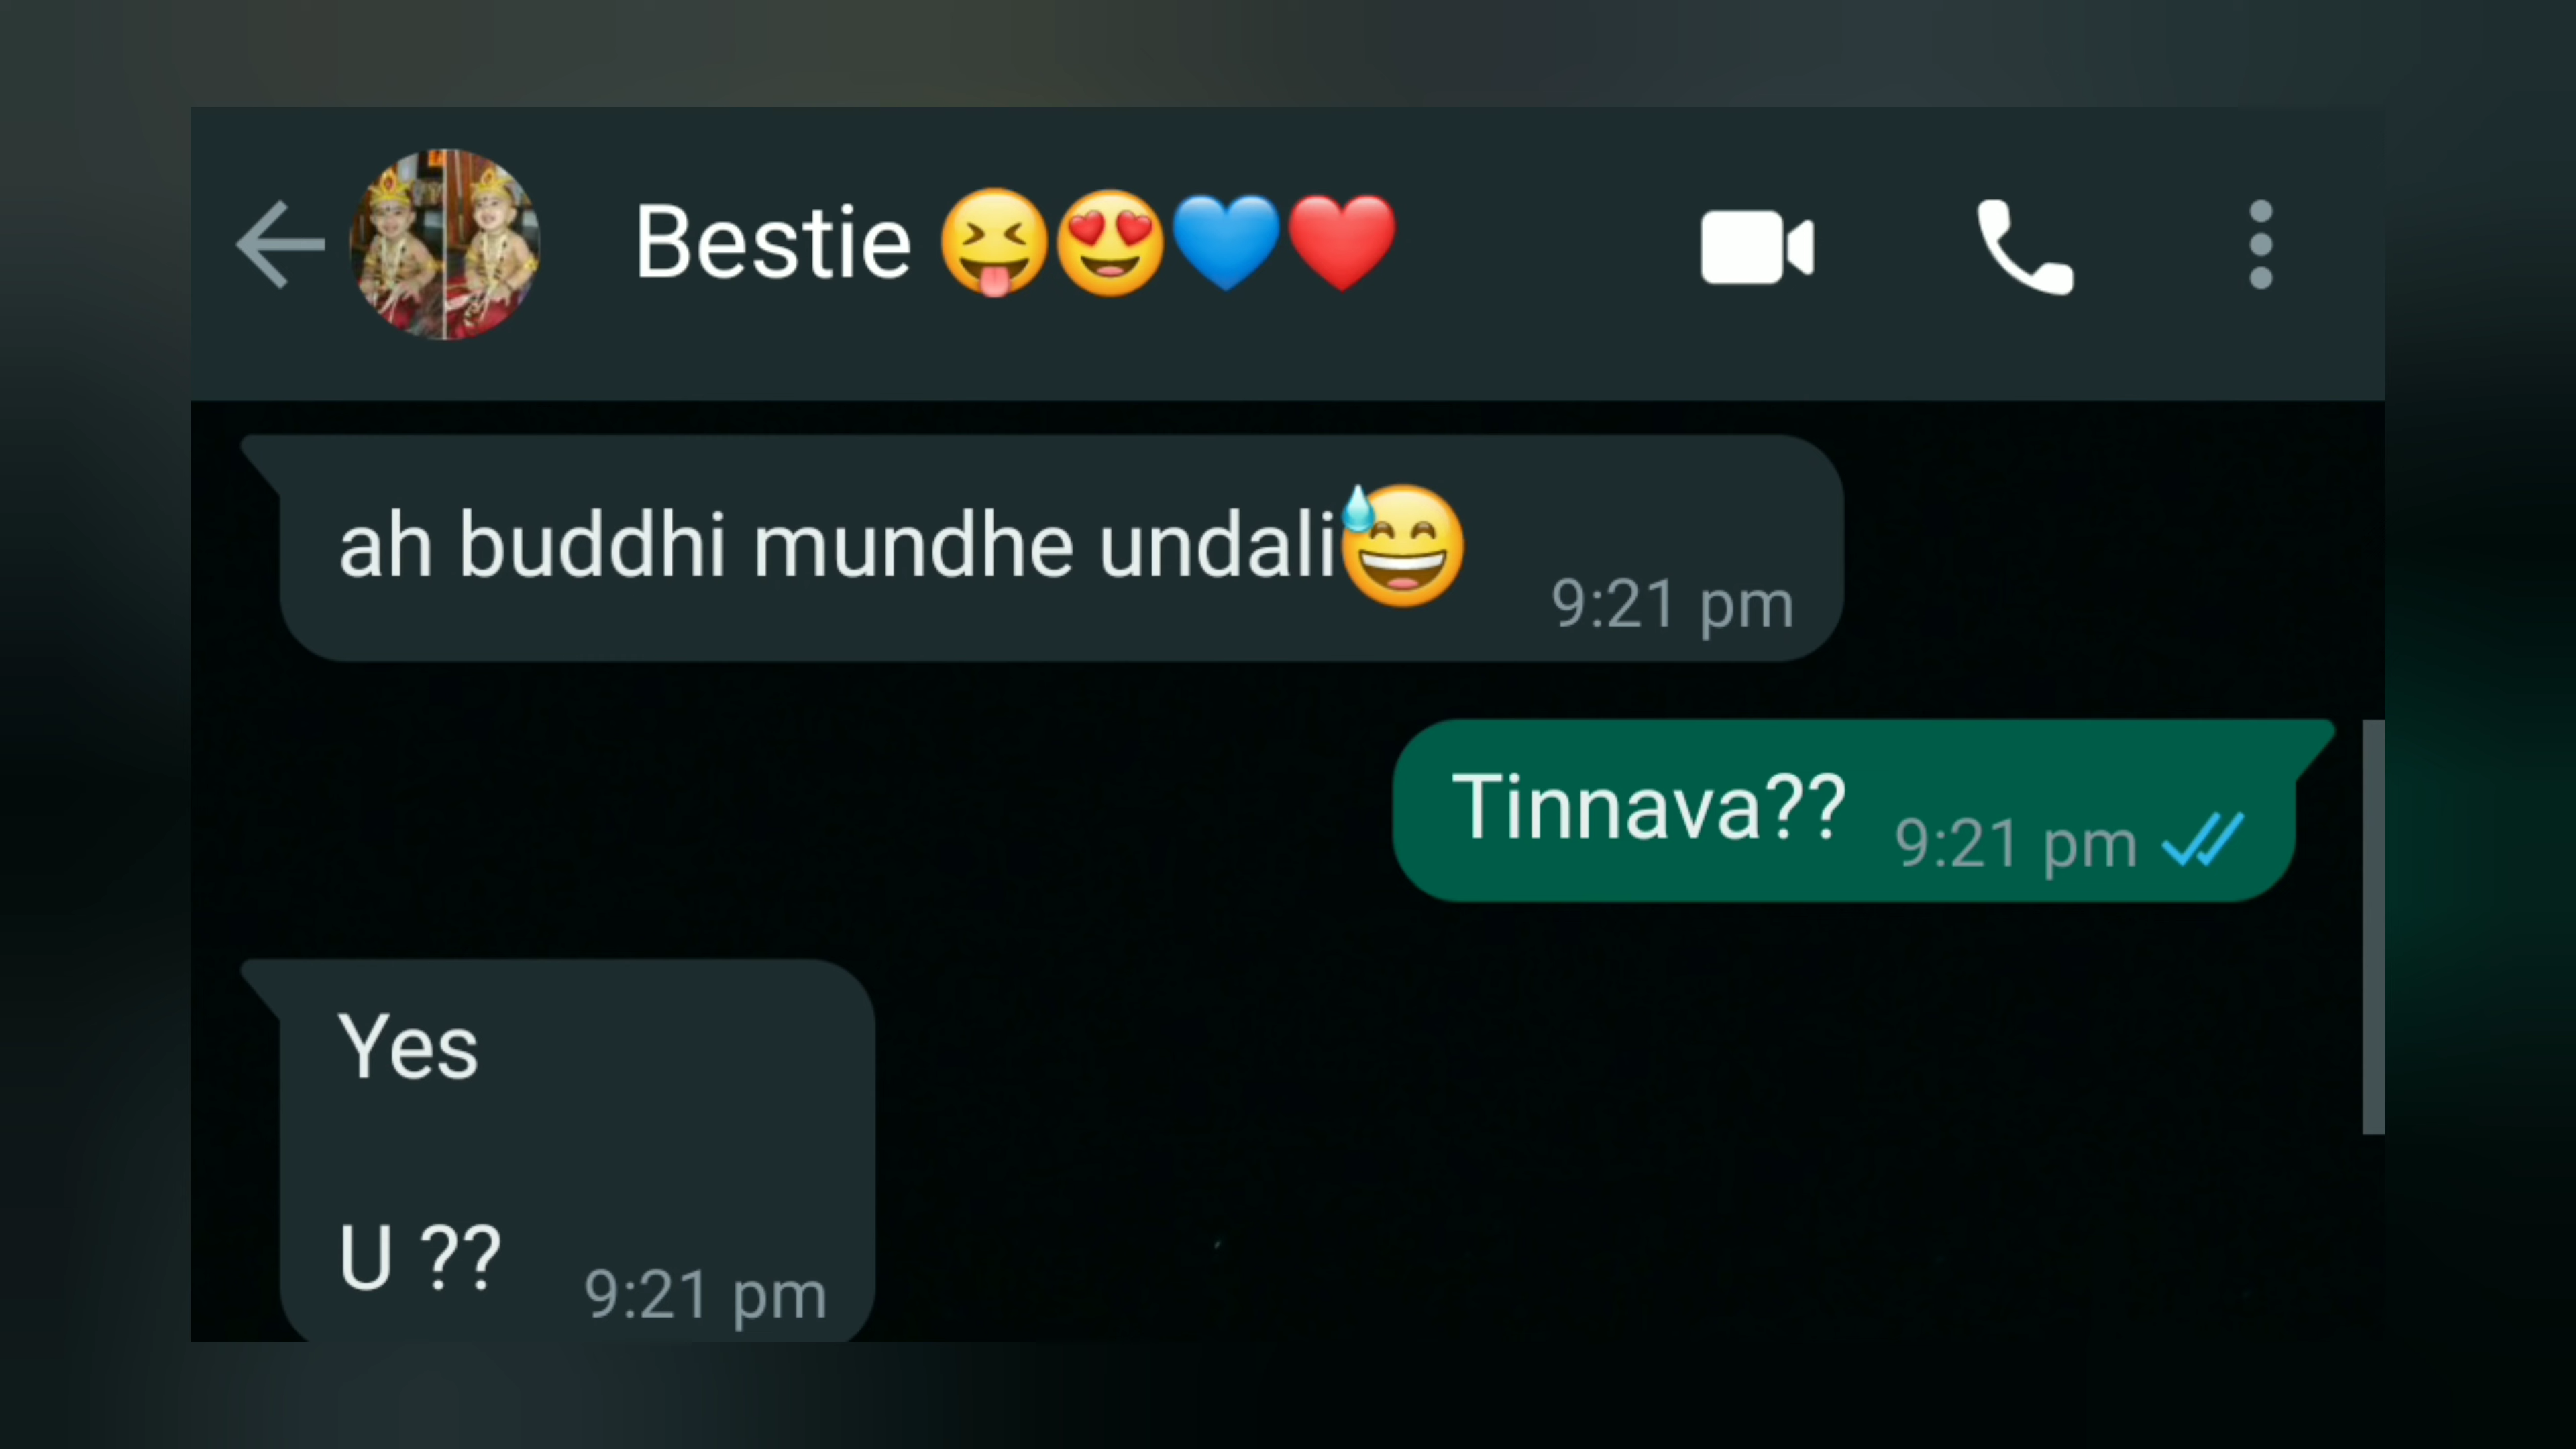 Bestie 😝😍💙❤️
ah buddhi mundhe undali😅
9:21 pm
Tinnava??
9:21 pm
Yes
U ??
9:21 pm